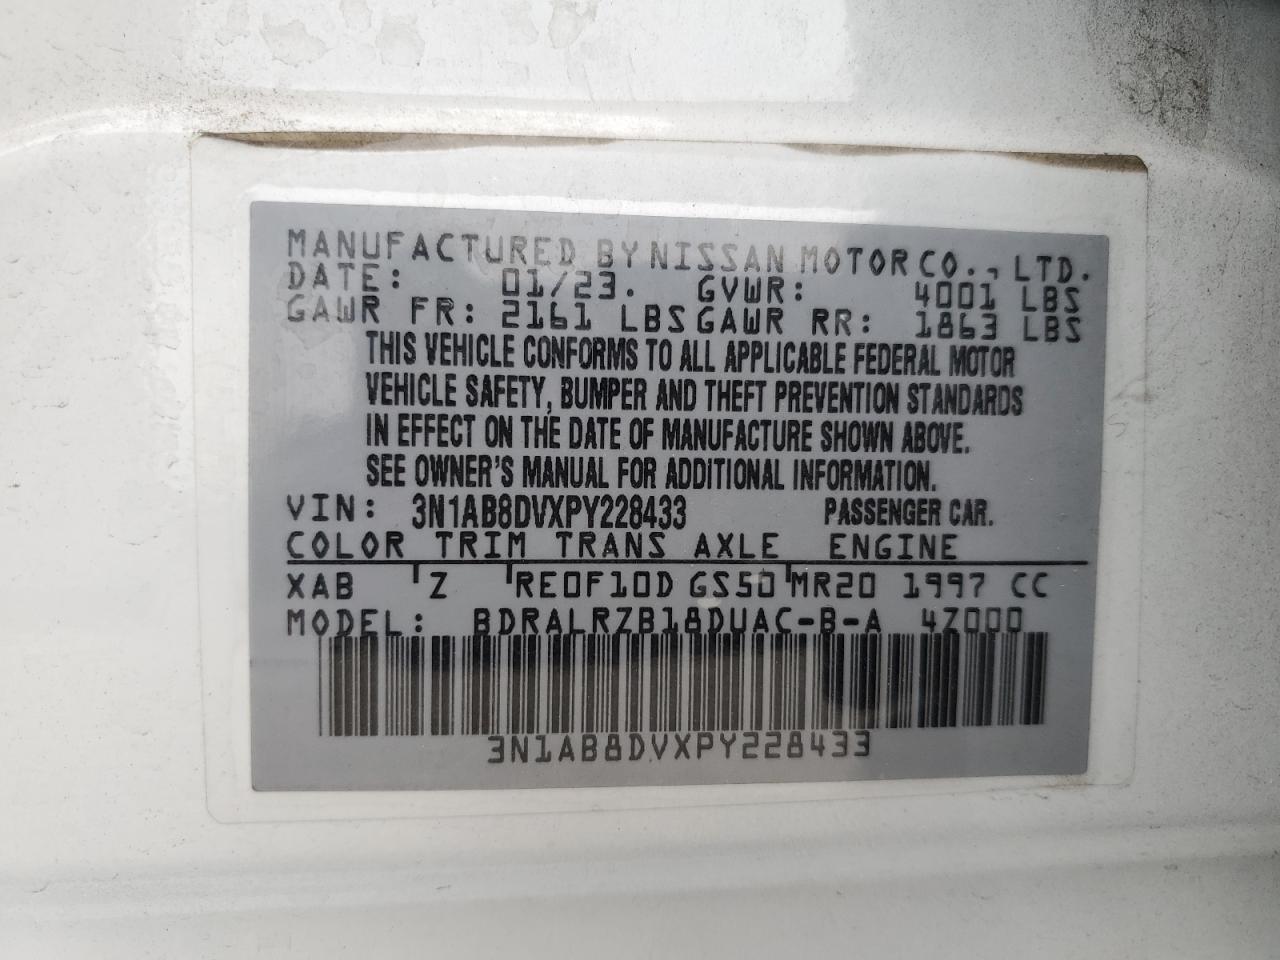 MANUFACTURED BY NISSAN MOTOR CO., LTD.
DATE: 01/23. GVWR: 4001 LBS
GAWR FR: 2161 LBS GAWR RR: 1863 LBS
THIS VEHICLE CONFORMS TO ALL APPLICABLE FEDERAL MOTOR
VEHICLE SAFETY, BUMPER AND THEFT PREVENTION STANDARDS
IN EFFECT ON THE DATE OF MANUFACTURE SHOWN ABOVE.
SEE OWNER'S MANUAL FOR ADDITIONAL INFORMATION.
VIN: 3N1AB8DVXPY228433 PASSENGER CAR.
COLOR TRIM TRANS AXLE ENGINE
XAB Z RE0F10D GS50 MR20 1997 CC
MODEL: BDRALRZB18DUAC-B-A 4Z000
3N1AB8DVXPY228433